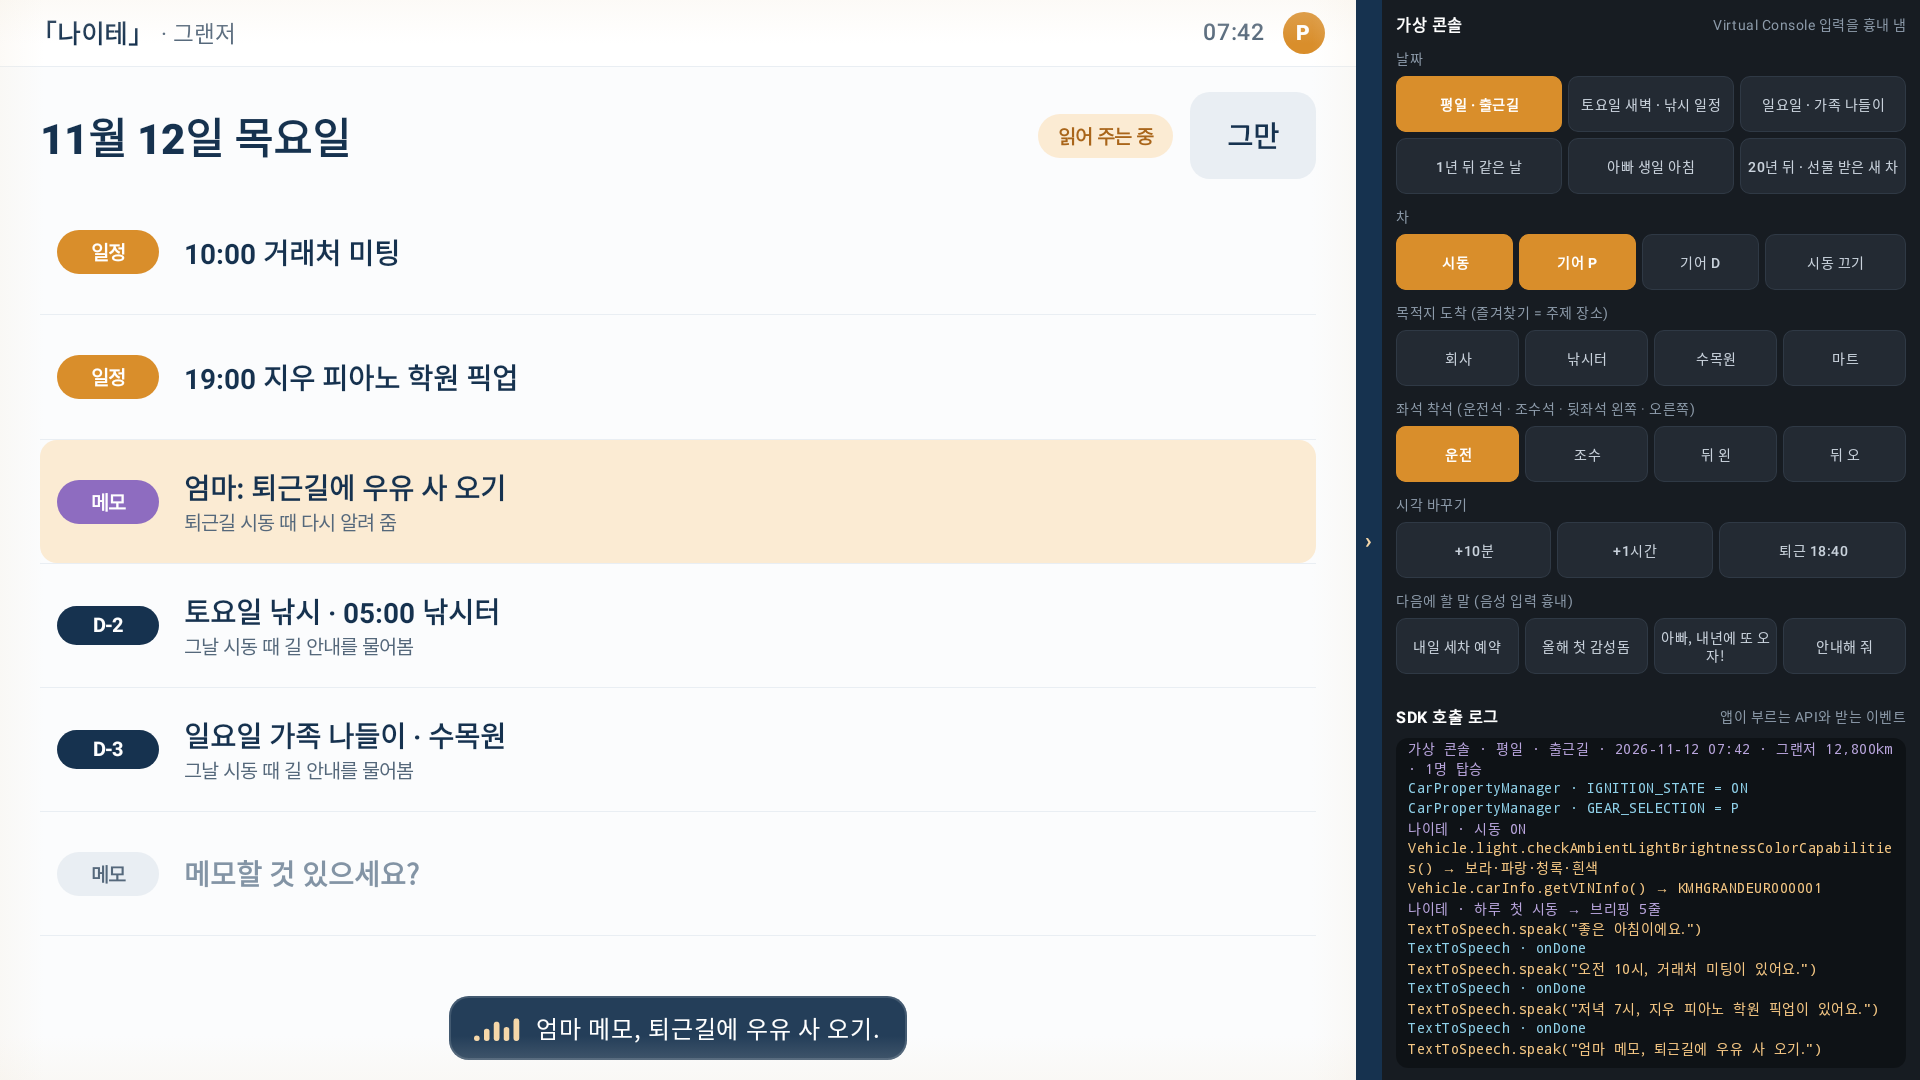 「나이테」 · 그랜저
07:42
P
11월 12일 목요일
읽어 주는 중
그만
일정
10:00 거래처 미팅
일정
19:00 지우 피아노 학원 픽업
메모
엄마: 퇴근길에 우유 사 오기
퇴근길 시동 때 다시 알려 줌
D-2
토요일 낚시 · 05:00 낚시터
그날 시동 때 길 안내를 물어봄
D-3
일요일 가족 나들이 · 수목원
그날 시동 때 길 안내를 물어봄
메모
메모할 것 있으세요?
엄마 메모, 퇴근길에 우유 사 오기.
›
가상 콘솔
Virtual Console 입력을 흉내 냄
날짜
평일 · 출근길
토요일 새벽 · 낚시 일정
일요일 · 가족 나들이
1년 뒤 같은 날
아빠 생일 아침
20년 뒤 · 선물 받은 새 차
차
시동
기어 P
기어 D
시동 끄기
목적지 도착 (즐겨찾기 = 주제 장소)
회사
낚시터
수목원
마트
좌석 착석 (운전석 · 조수석 · 뒷좌석 왼쪽 · 오른쪽)
운전
조수
뒤 왼
뒤 오
시각 바꾸기
+10분
+1시간
퇴근 18:40
다음에 할 말 (음성 입력 흉내)
내일 세차 예약
올해 첫 감성돔
아빠, 내년에 또 오
자!
안내해 줘
SDK 호출 로그
앱이 부르는 API와 받는 이벤트
가상 콘솔 · 평일 · 출근길 · 2026-11-12 07:42 · 그랜저 12,800km
· 1명 탑승
CarPropertyManager · IGNITION_STATE = ON
CarPropertyManager · GEAR_SELECTION = P
나이테 · 시동 ON
Vehicle.light.checkAmbientLightBrightnessColorCapabilitie
s() → 보라·파랑·청록·흰색
Vehicle.carInfo.getVINInfo() → KMHGRANDEUR000001
나이테 · 하루 첫 시동 → 브리핑 5줄
TextToSpeech.speak("좋은 아침이에요.")
TextToSpeech · onDone
TextToSpeech.speak("오전 10시, 거래처 미팅이 있어요.")
TextToSpeech · onDone
TextToSpeech.speak("저녁 7시, 지우 피아노 학원 픽업이 있어요.")
TextToSpeech · onDone
TextToSpeech.speak("엄마 메모, 퇴근길에 우유 사 오기.")